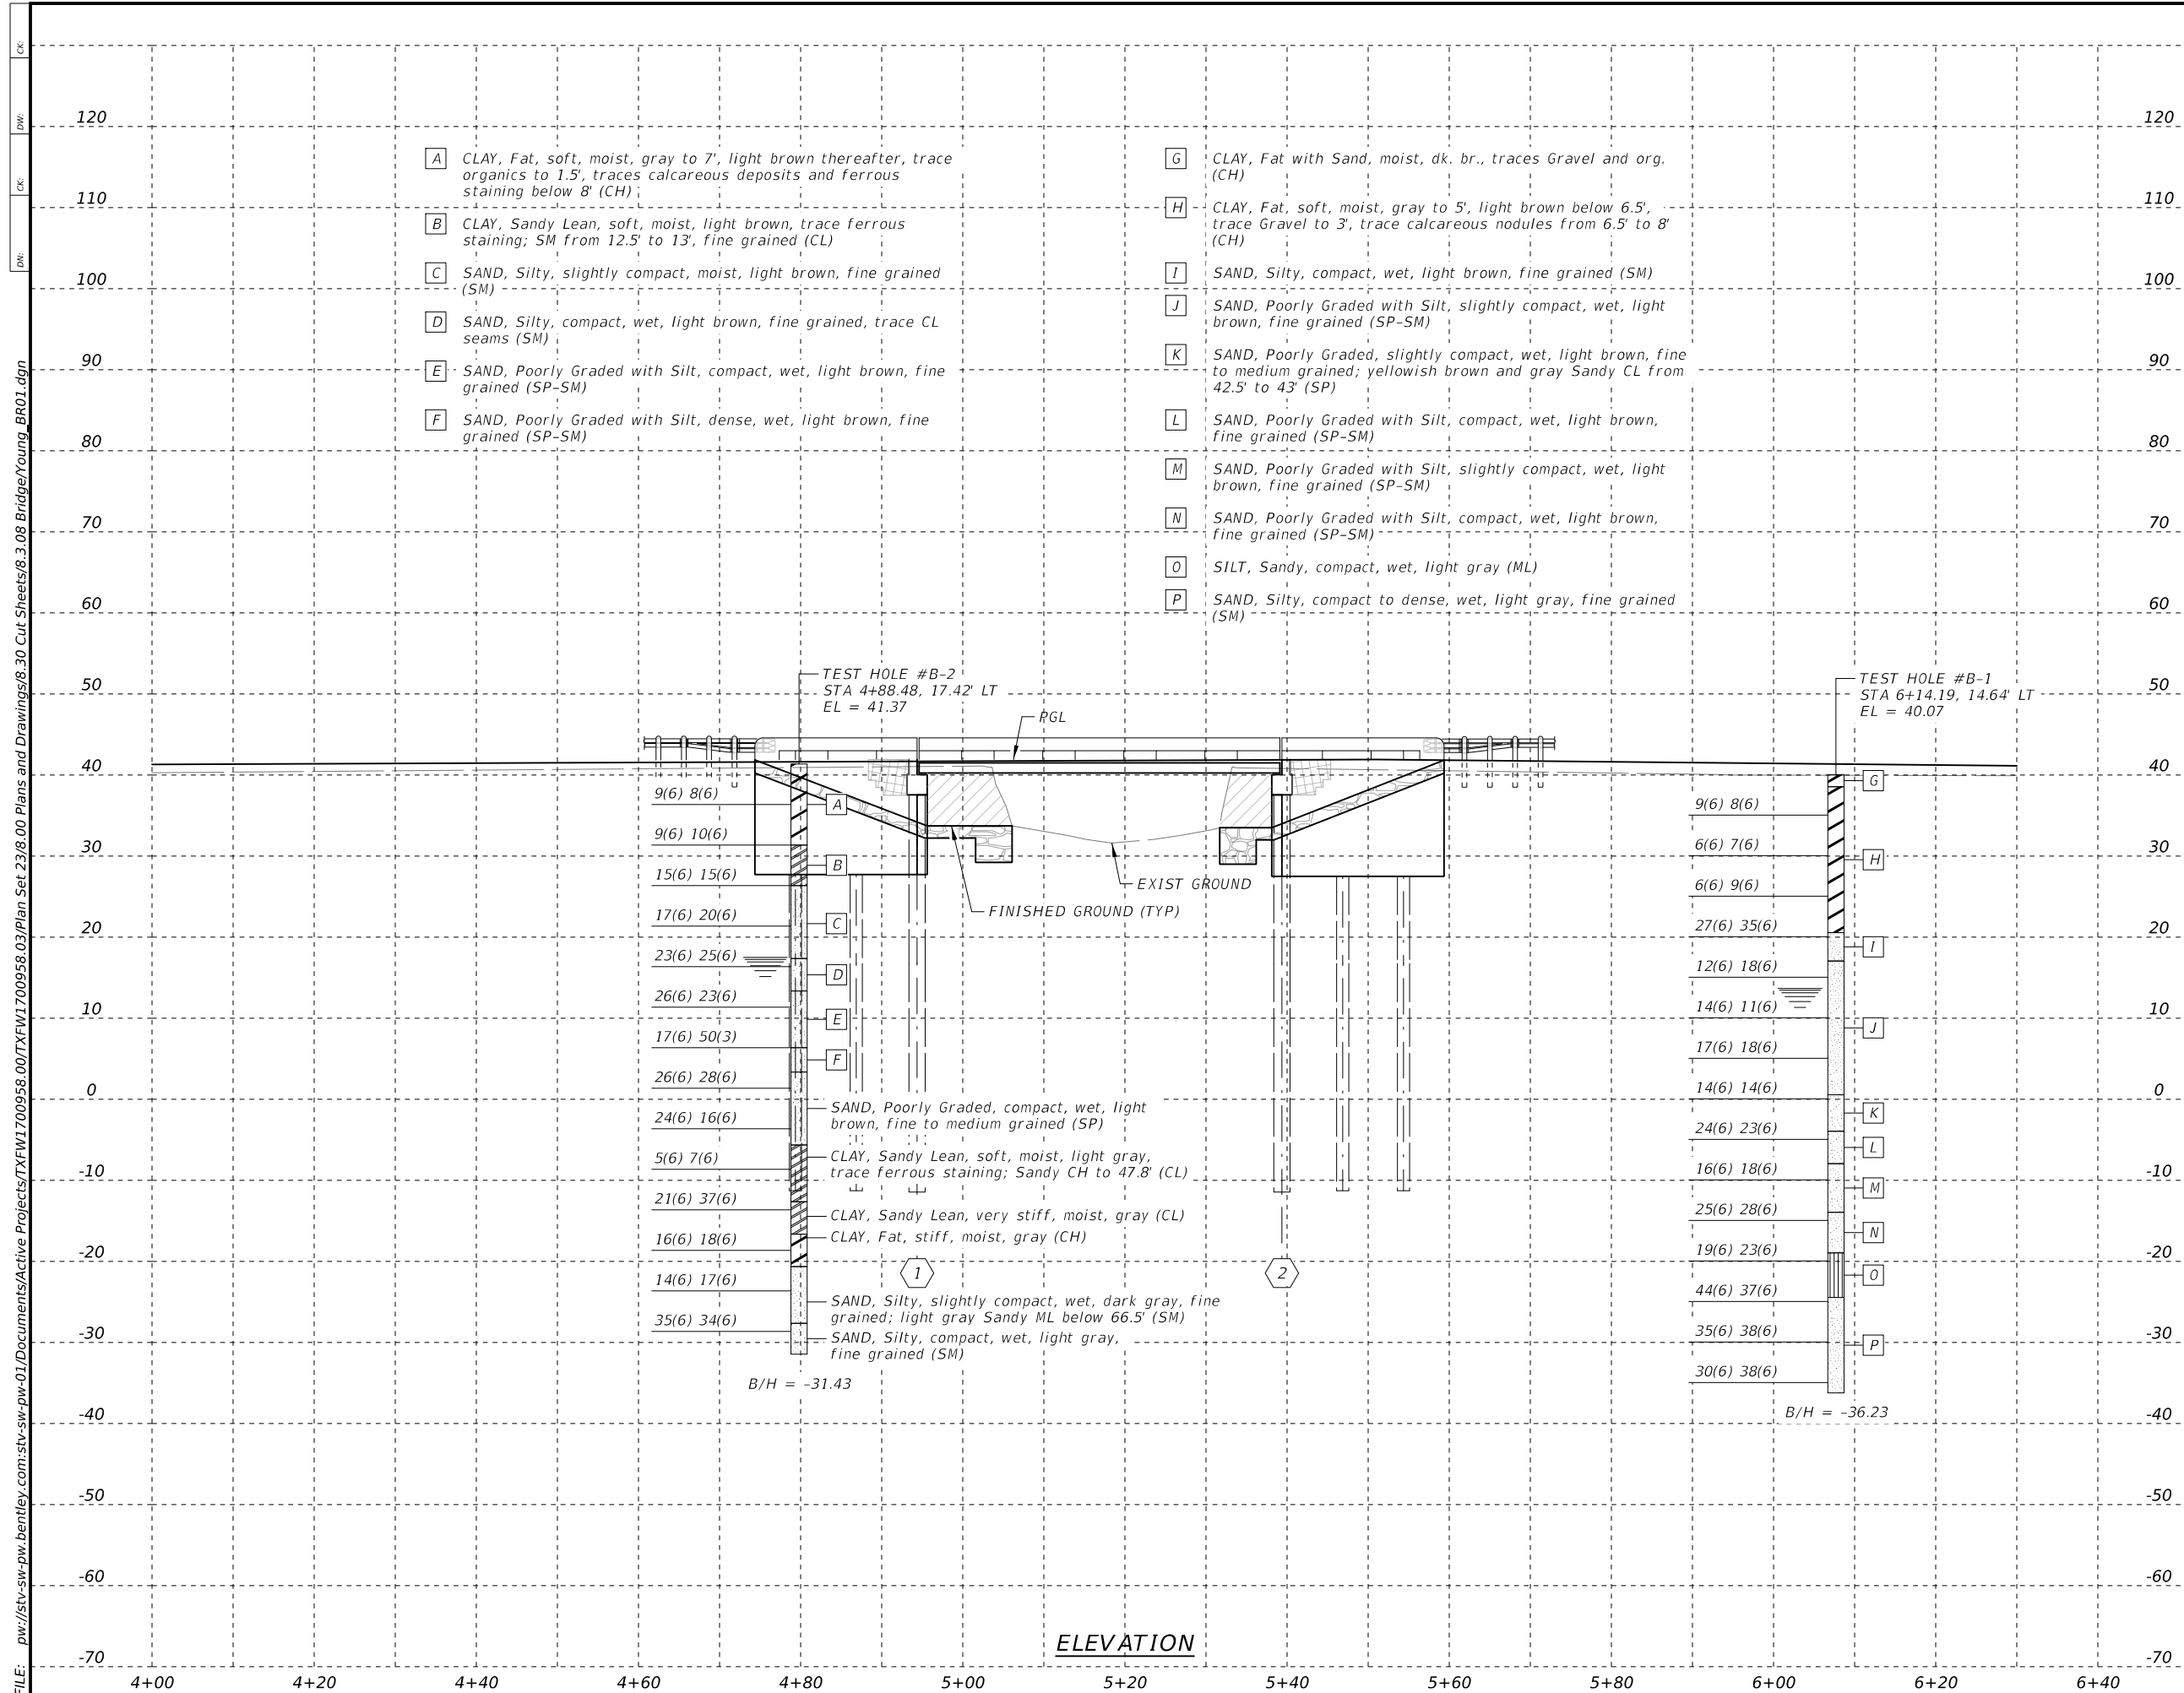 CK:
DW:
CK:
DN:
FILE: pw://stv-sw-pw.bentley.com:stv-sw-pw-01/Documents/Active Projects/TXFW1700958.00/TXFW1700958.03/Plan Set 23/8.00 Plans and Drawings/8.30 Cut Sheets/8.3.08 Bridge/Young_BR01.dgn
120
110
100
90
80
70
60
50
40
30
20
10
0
-10
-20
-30
-40
-50
-60
-70
A CLAY, Fat, soft, moist, gray to 7', light brown thereafter, trace
organics to 1.5', traces calcareous deposits and ferrous
staining below 8' (CH)
B CLAY, Sandy Lean, soft, moist, light brown, trace ferrous
staining; SM from 12.5' to 13', fine grained (CL)
C SAND, Silty, slightly compact, moist, light brown, fine grained
(SM)
D SAND, Silty, compact, wet, light brown, fine grained, trace CL
seams (SM)
E SAND, Poorly Graded with Silt, compact, wet, light brown, fine
grained (SP-SM)
F SAND, Poorly Graded with Silt, dense, wet, light brown, fine
grained (SP-SM)
G CLAY, Fat with Sand, moist, dk. br., traces Gravel and org.
(CH)
H CLAY, Fat, soft, moist, gray to 5', light brown below 6.5',
trace Gravel to 3', trace calcareous nodules from 6.5' to 8'
(CH)
I SAND, Silty, compact, wet, light brown, fine grained (SM)
J SAND, Poorly Graded with Silt, slightly compact, wet, light
brown, fine grained (SP-SM)
K SAND, Poorly Graded, slightly compact, wet, light brown, fine
to medium grained; yellowish brown and gray Sandy CL from
42.5' to 43' (SP)
L SAND, Poorly Graded with Silt, compact, wet, light brown,
fine grained (SP-SM)
M SAND, Poorly Graded with Silt, slightly compact, wet, light
brown, fine grained (SP-SM)
N SAND, Poorly Graded with Silt, compact, wet, light brown,
fine grained (SP-SM)
O SILT, Sandy, compact, wet, light gray (ML)
P SAND, Silty, compact to dense, wet, light gray, fine grained
(SM)
TEST HOLE #B-2
STA 4+88.48, 17.42' LT
EL = 41.37
PGL
EXIST GROUND
FINISHED GROUND (TYP)
9(6) 8(6)
9(6) 10(6)
15(6) 15(6)
17(6) 20(6)
23(6) 25(6)
26(6) 23(6)
17(6) 50(3)
26(6) 28(6)
24(6) 16(6)
5(6) 7(6)
21(6) 37(6)
16(6) 18(6)
14(6) 17(6)
35(6) 34(6)
A
B
C
D
E
F
SAND, Poorly Graded, compact, wet, light
brown, fine to medium grained (SP)
CLAY, Sandy Lean, soft, moist, light gray,
trace ferrous staining; Sandy CH to 47.8' (CL)
CLAY, Sandy Lean, very stiff, moist, gray (CL)
CLAY, Fat, stiff, moist, gray (CH)
1
2
SAND, Silty, slightly compact, wet, dark gray, fine
grained; light gray Sandy ML below 66.5' (SM)
SAND, Silty, compact, wet, light gray,
fine grained (SM)
B/H = -31.43
TEST HOLE #B-1
STA 6+14.19, 14.64' LT
EL = 40.07
9(6) 8(6)
6(6) 7(6)
6(6) 9(6)
27(6) 35(6)
12(6) 18(6)
14(6) 11(6)
17(6) 18(6)
14(6) 14(6)
24(6) 23(6)
16(6) 18(6)
25(6) 28(6)
19(6) 23(6)
44(6) 37(6)
35(6) 38(6)
30(6) 38(6)
G
H
I
J
K
L
M
N
O
P
B/H = -36.23
120
110
100
90
80
70
60
50
40
30
20
10
0
-10
-20
-30
-40
-50
-60
-70
ELEVATION
4+00 4+20 4+40 4+60 4+80 5+00 5+20 5+40 5+60 5+80 6+00 6+20 6+40